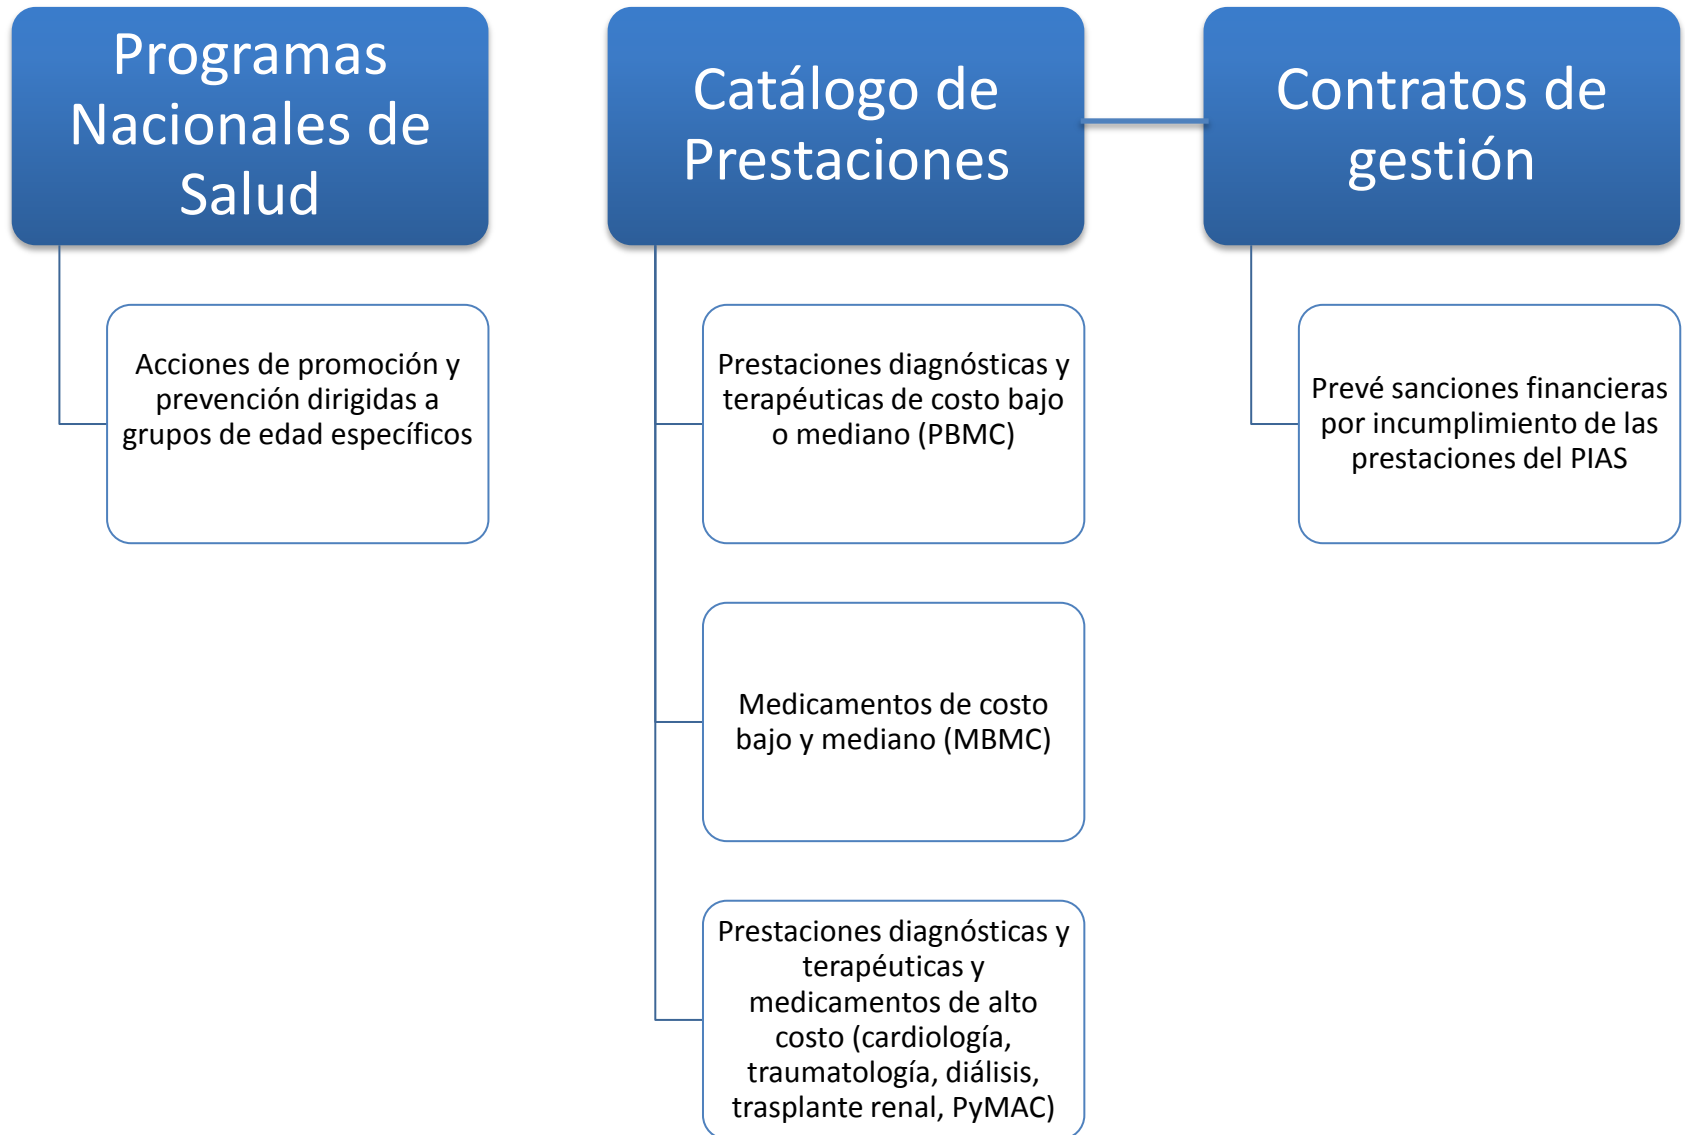 Programas
Nacionales de
Salud
Acciones de promoción y
prevención dirigidas a
grupos de edad específicos
Catálogo de
Prestaciones
Prestaciones diagnósticas y
terapéuticas de costo bajo
o mediano (PBMC)
Medicamentos de costo
bajo y mediano (MBMC)
Prestaciones diagnósticas y
terapéuticas y
medicamentos de alto
costo (cardiología,
traumatología, diálisis,
trasplante renal, PyMAC)
Contratos de
gestión
Prevé sanciones financieras
por incumplimiento de las
prestaciones del PIAS